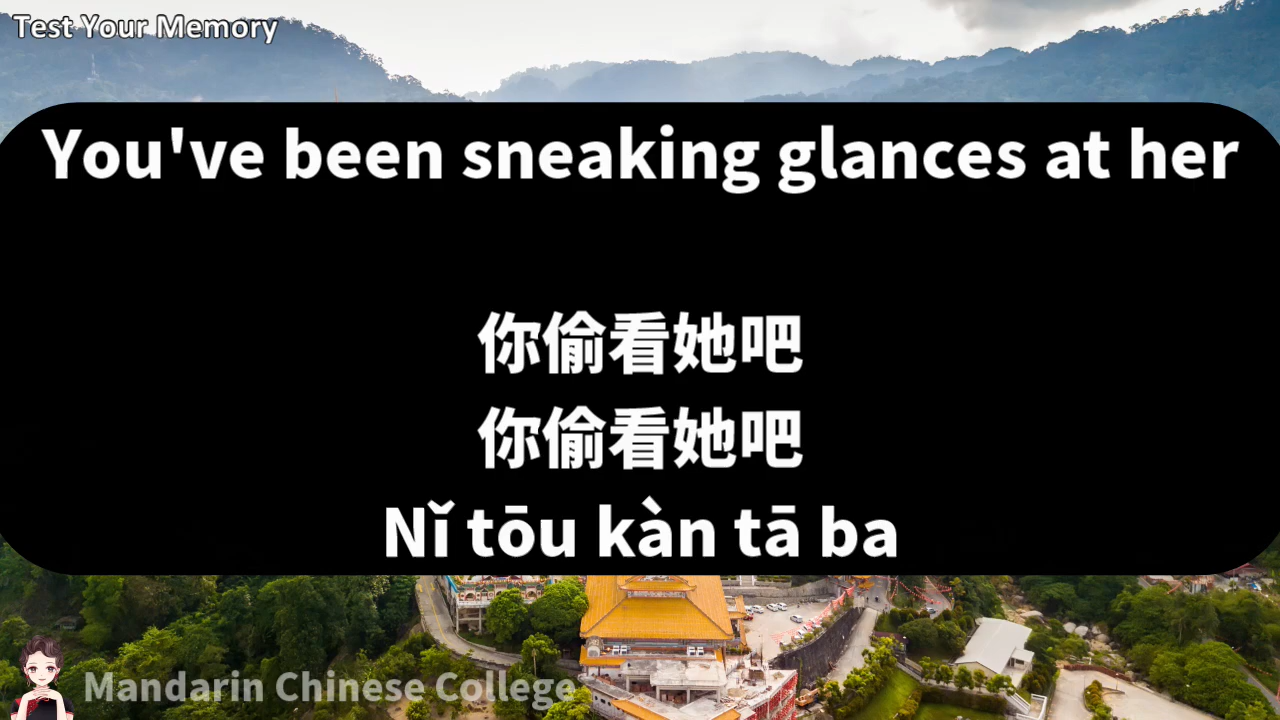 Test Your Memory
You've been sneaking glances at her
你偷看她吧
你偷看她吧
Nǐ tōu kàn tā ba
Mandarin Chinese College